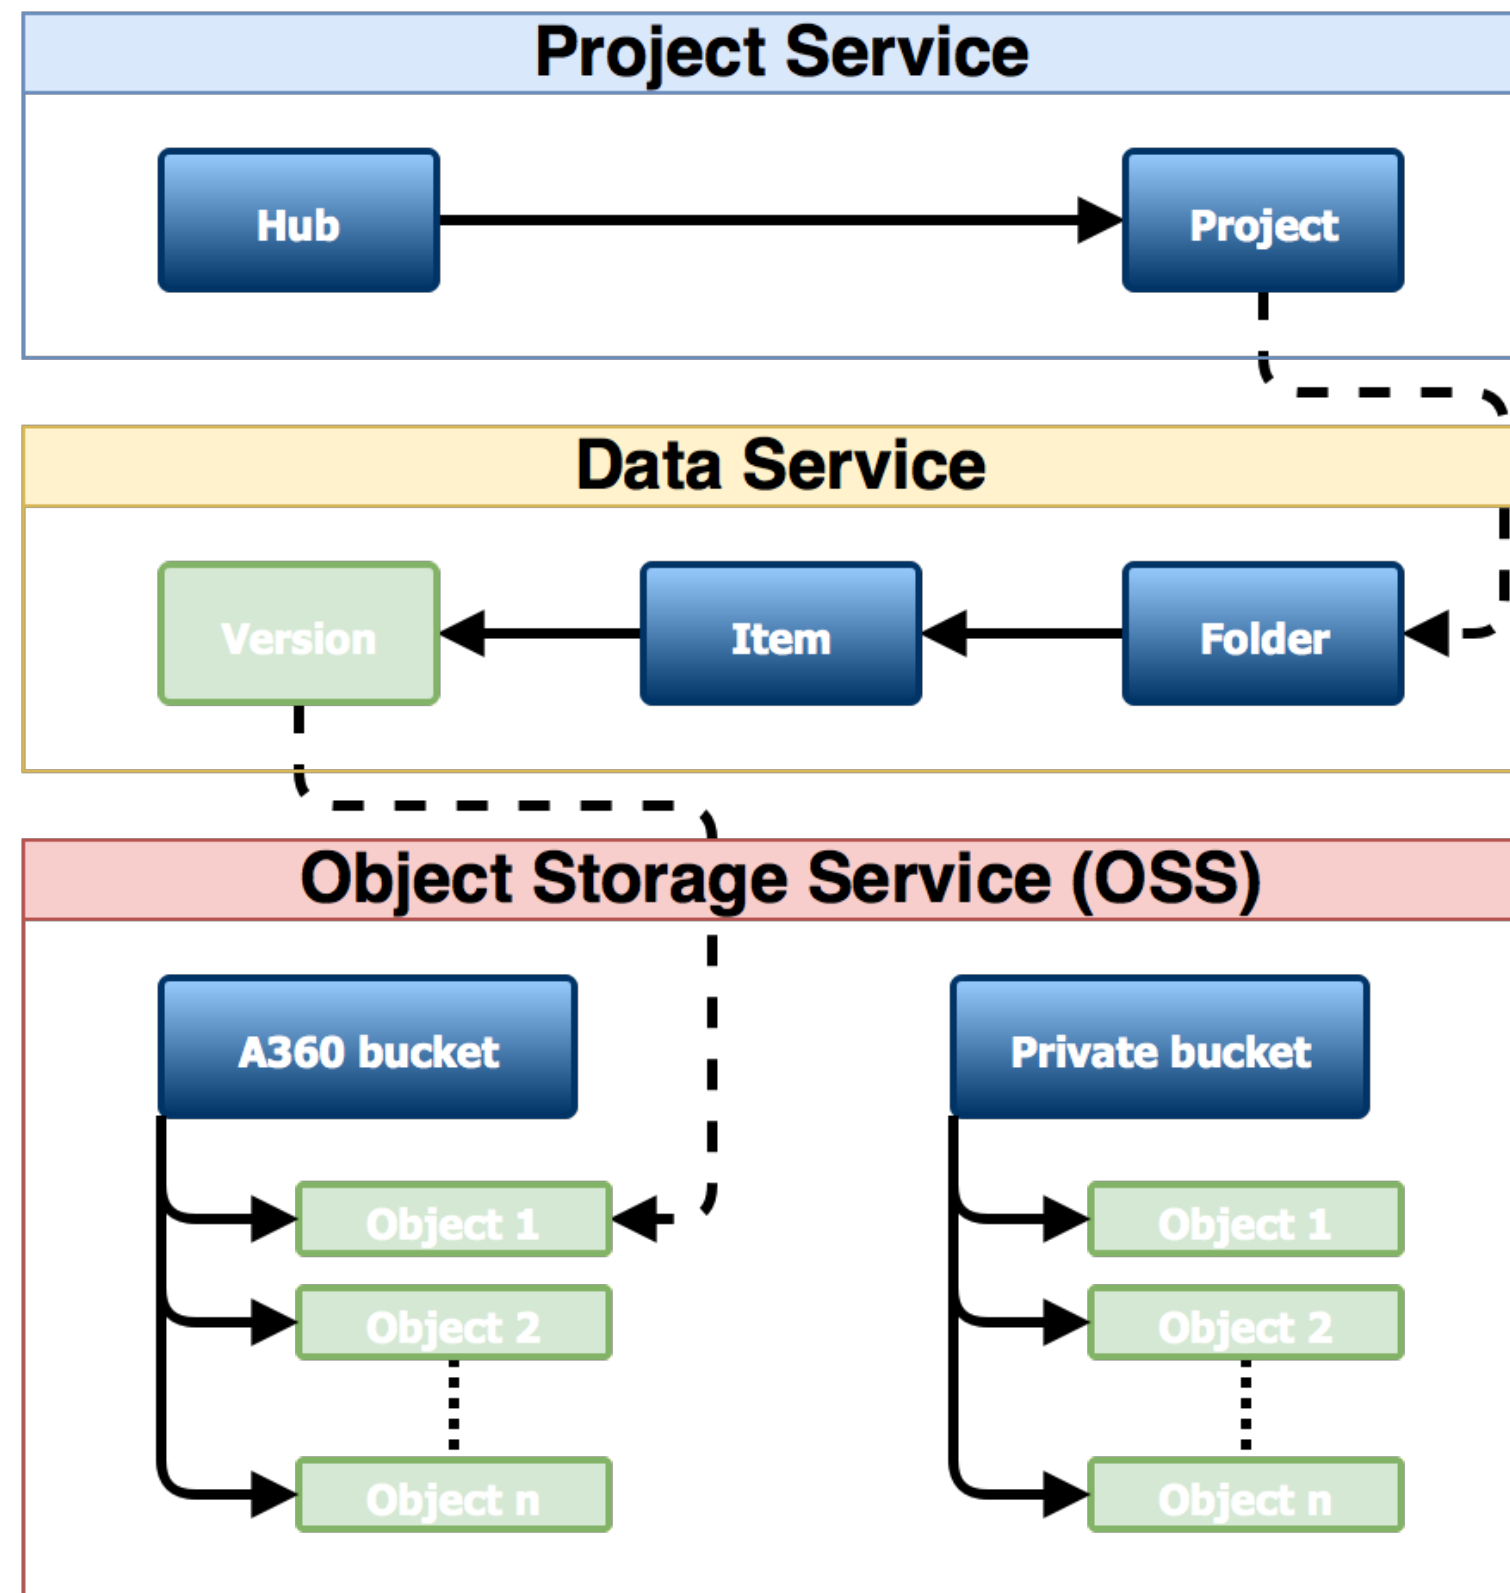 Project Service
Hub
Project
Data Service
Version
Item
Folder
Object Storage Service (OSS)
A360 bucket
Private bucket
Object 1
Object 1
Object 2
Object 2
Object n
Object n